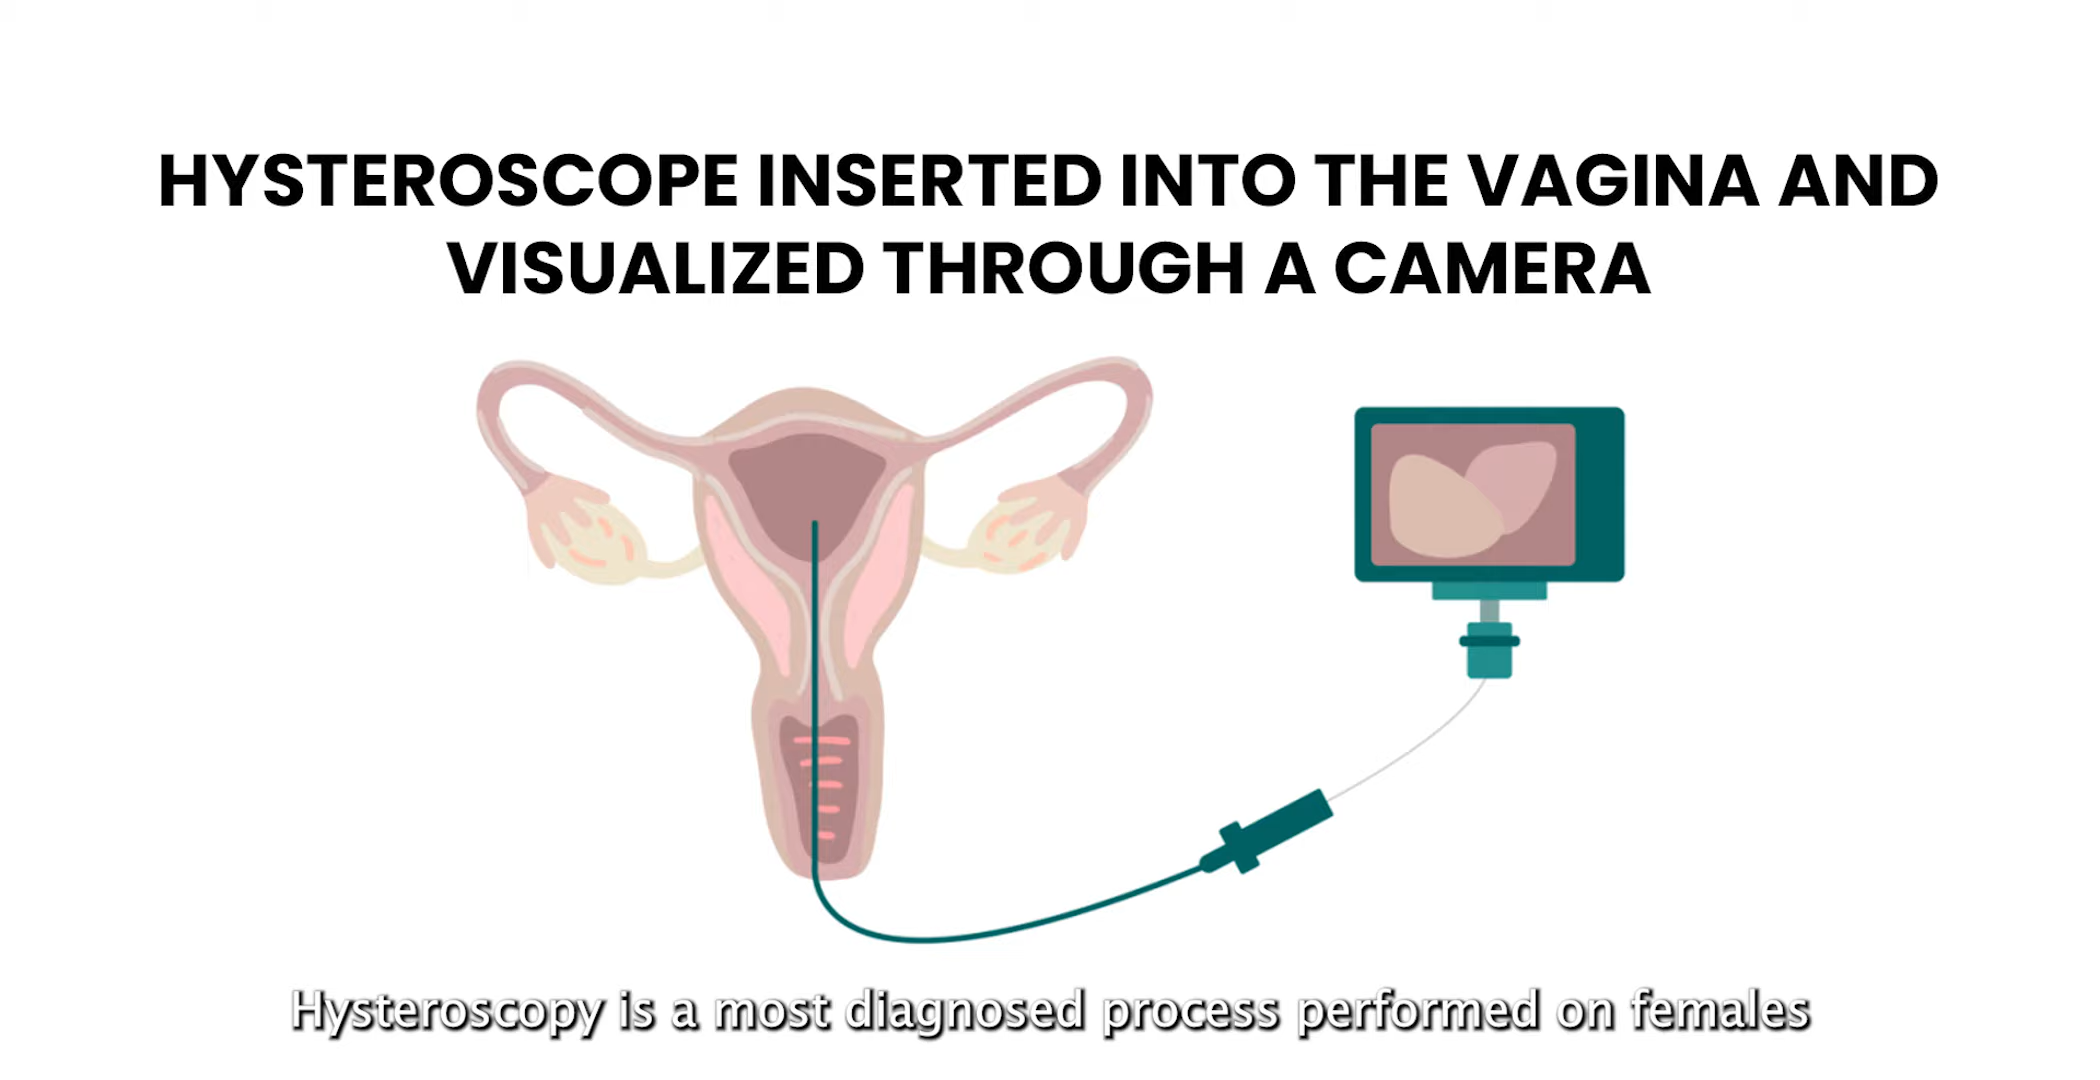 HYSTEROSCOPE INSERTED INTO THE VAGINA AND
VISUALIZED THROUGH A CAMERA
Hysteroscopy is a most diagnosed process performed on females